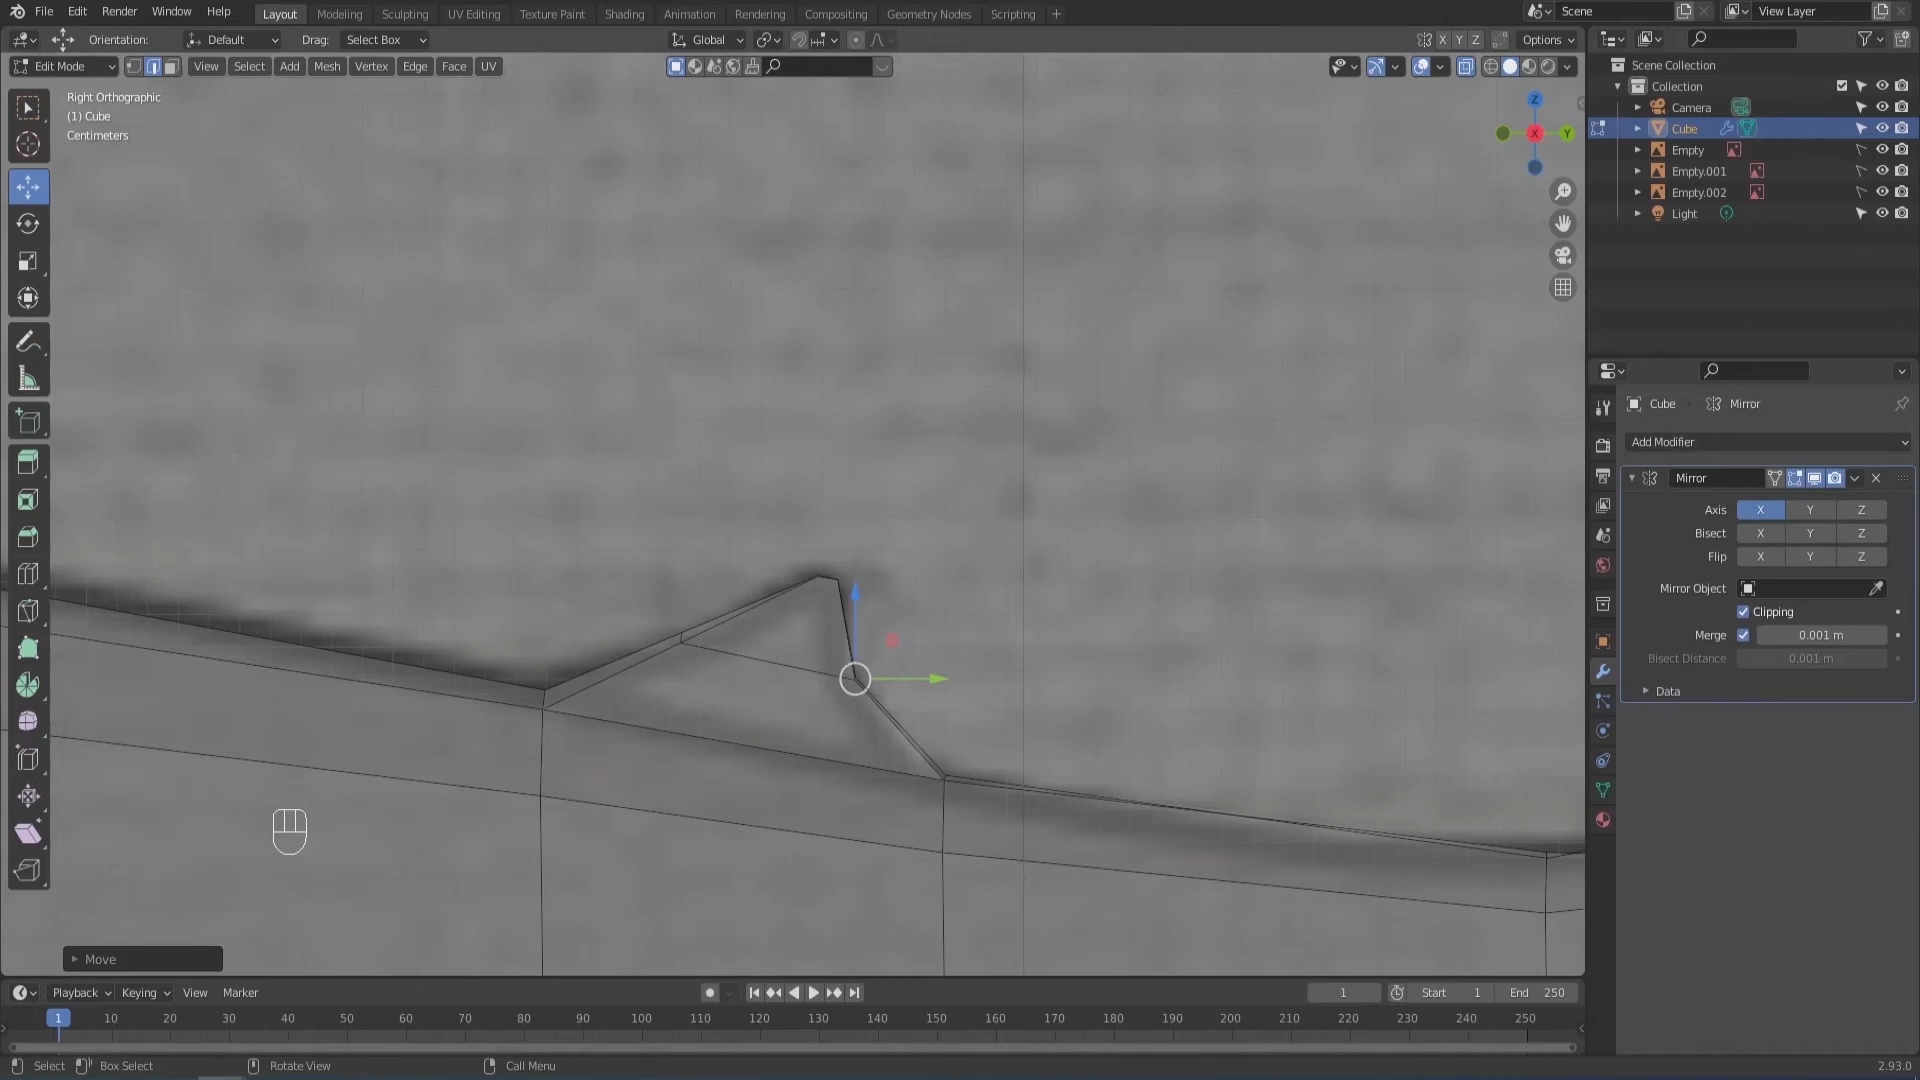 File Edit Render Window Help
Layout Modeling Sculpting UV Editing Texture Paint Shading Animation Rendering Compositing Geometry Nodes Scripting +
Scene
View Layer
Orientation: Default Drag: Select Box
Global
X Y Z Options
Edit Mode View Select Add Mesh Vertex Edge Face UV
Right Orthographic
(1) Cube
Centimeters
Z
X
Y
Scene Collection
Collection
Camera
Cube
Empty
Empty.001
Empty.002
Light
Cube Mirror
Add Modifier
Mirror
Axis X Y Z
Bisect X Y Z
Flip X Y Z
Mirror Object
Clipping
Merge 0.001 m
Bisect Distance 0.001 m
Data
Move
Playback Keying View Marker
1 Start 1 End 250
1 10 20 30 40 50 60 70 80 90 100 110 120 130 140 150 160 170 180 190 200 210 220 230 240 250
Select Box Select Rotate View Call Menu
2.93.0